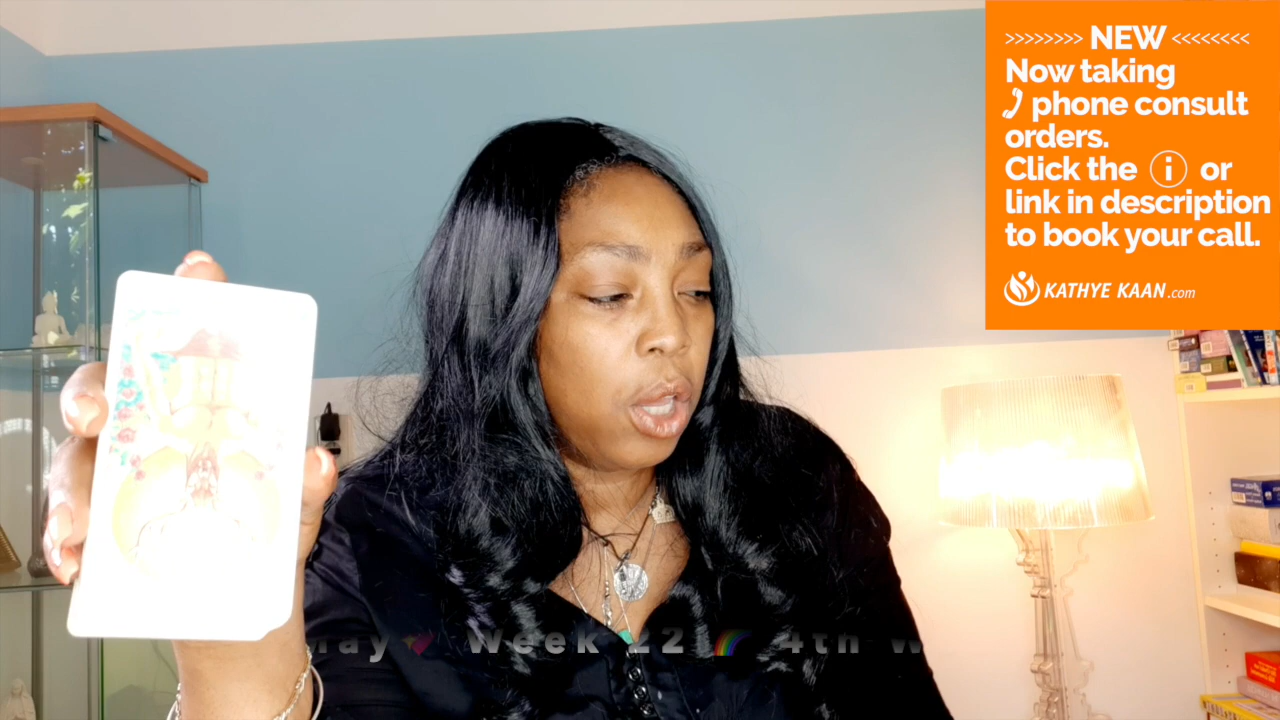 >>>>>>>> NEW <<<<<<<<
Now taking
phone consult
orders.
Click the i or
link in description
to book your call.
KATHYE KAAN.com
Week 22 🌈 4th